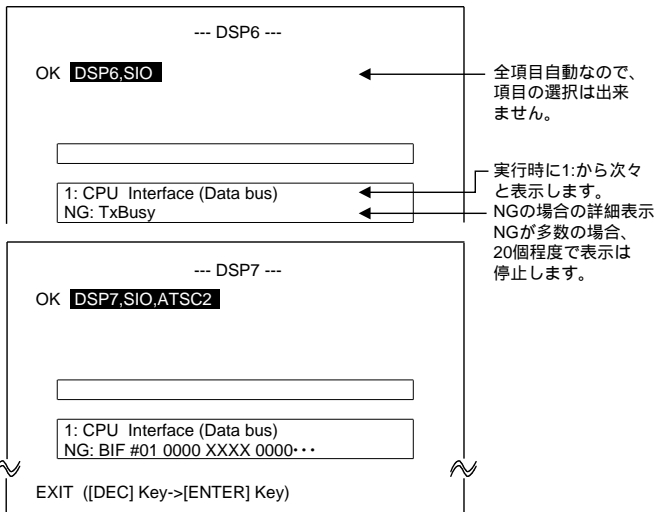 --- DSP6 ---
OK DSP6,SIO
全項目自動なので、
項目の選択は出来
ません。
1: CPU Interface (Data bus)
NG: TxBusy
実行時に1:から次々
と表示します。
NGの場合の詳細表示
NGが多数の場合、
20個程度で表示は
停止します。
--- DSP7 ---
OK DSP7,SIO,ATSC2
1: CPU Interface (Data bus)
NG: BIF #01 0000 XXXX 0000･･･
EXIT ([DEC] Key->[ENTER] Key)